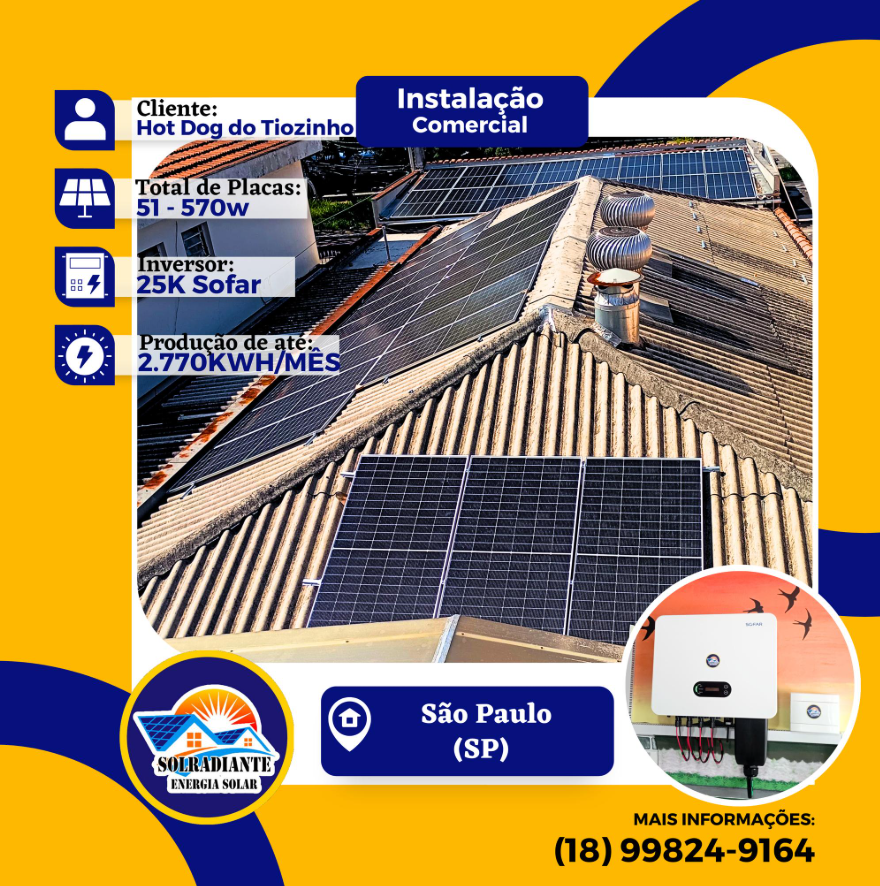 Instalação
Comercial
Cliente:
Hot Dog do Tiozinho
Total de Placas:
51 - 570w
Inversor:
25K Sofar
Produção de até:
2.770KWH/MÊS
SOFAR
SOLRADIANTE
ENERGIA SOLAR
São Paulo
(SP)
MAIS INFORMAÇÕES:
(18) 99824-9164